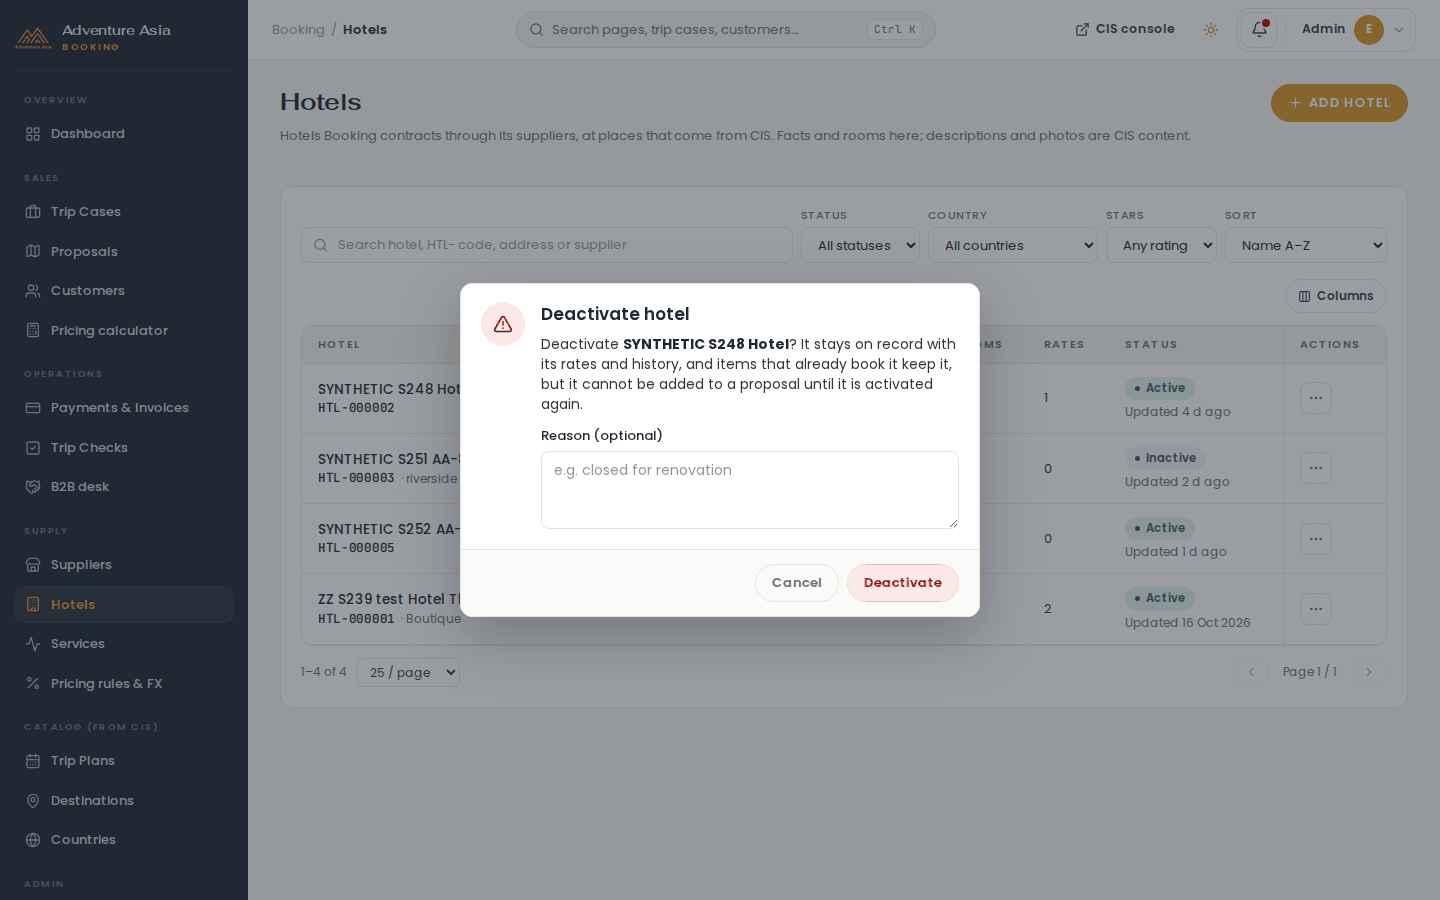 Adventure Asia
BOOKING
OVERVIEW
Dashboard
SALES
Trip Cases
Proposals
Customers
Pricing calculator
OPERATIONS
Payments & Invoices
Trip Checks
B2B desk
SUPPLY
Suppliers
Hotels
Services
Pricing rules & FX
CATALOG (FROM CIS)
Trip Plans
Destinations
Countries
ADMIN
Booking / Hotels
Search pages, trip cases, customers...
Ctrl K
CIS console
Admin
E
Hotels
+ ADD HOTEL
Hotels Booking contracts through its suppliers, at places that come from CIS. Facts and rooms here; descriptions and photos are CIS content.
STATUS COUNTRY STARS SORT
Search hotel, HTL- code, address or supplier
All statuses
All countries
Any rating
Name A–Z
Columns
HOTEL RATES STATUS ACTIONS
SYNTHETIC S248
HTL-000002
1
Active
Updated 4 d ago
SYNTHETIC S251
HTL-000003 · riverside
0
Inactive
Updated 2 d ago
SYNTHETIC S252
HTL-000005
0
Active
Updated 1 d ago
ZZ S239 test Hotel
HTL-000001 · Boutique
2
Active
Updated 16 Oct 2026
1–4 of 4
25 / page
Page 1 / 1
Deactivate hotel
Deactivate SYNTHETIC S248 Hotel? It stays on record with
its rates and history, and items that already book it keep it,
but it cannot be added to a proposal until it is activated
again.
Reason (optional)
e.g. closed for renovation
Cancel
Deactivate